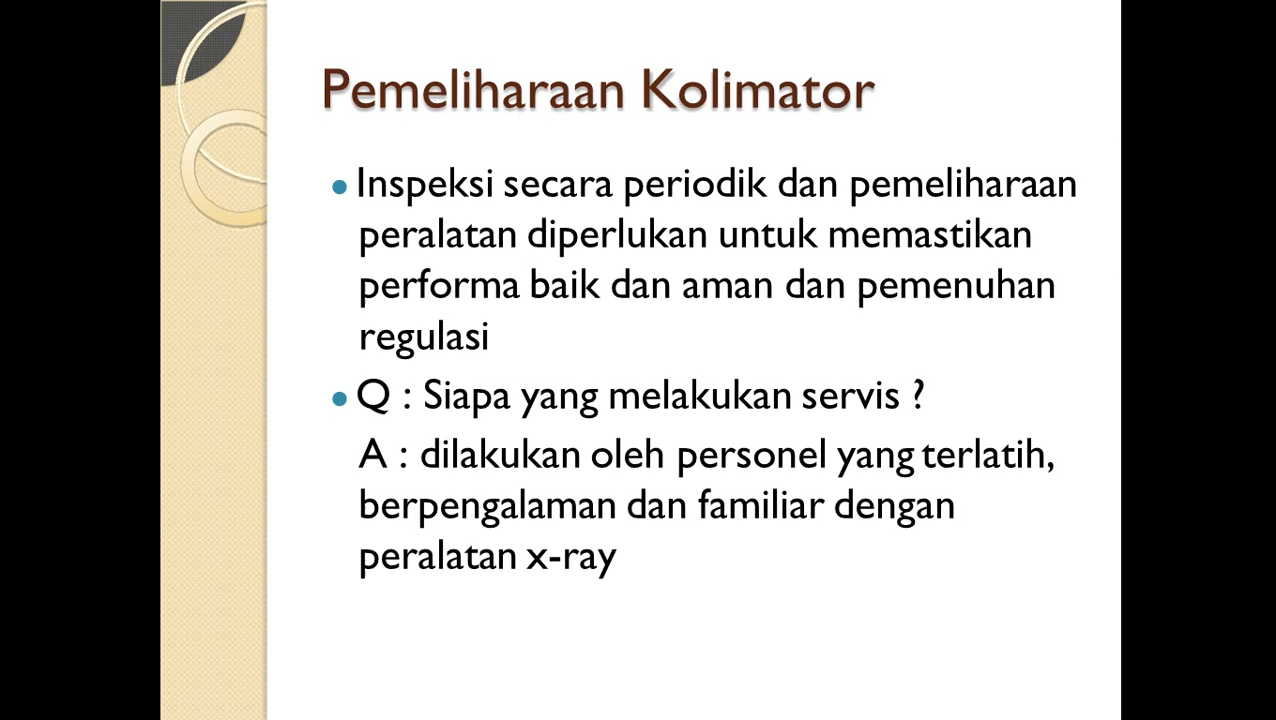 Pemeliharaan Kolimator
• Inspeksi secara periodik dan pemeliharaan
peralatan diperlukan untuk memastikan
performa baik dan aman dan pemenuhan
regulasi
• Q : Siapa yang melakukan servis ?
A : dilakukan oleh personel yang terlatih,
berpengalaman dan familiar dengan
peralatan x-ray